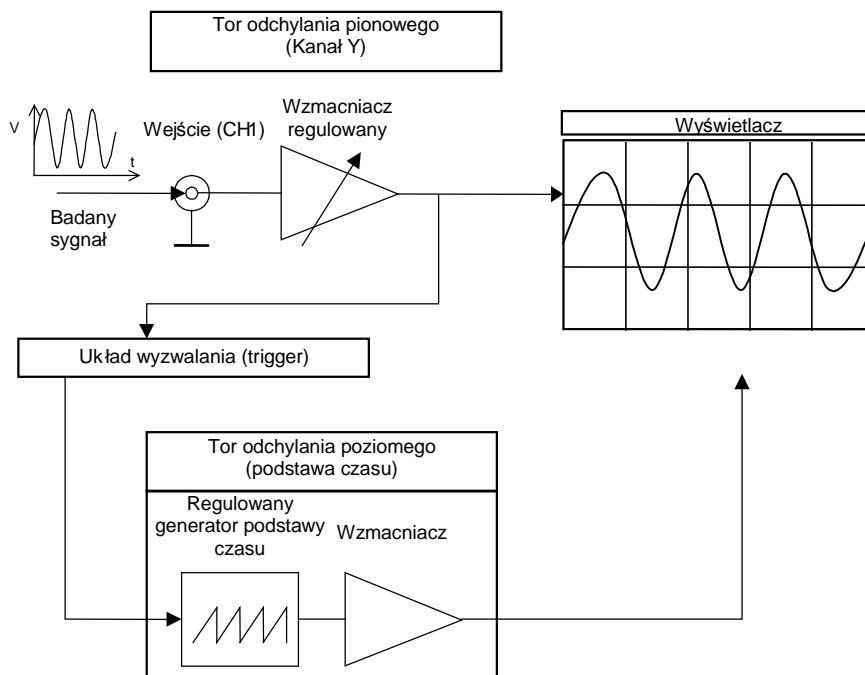 Tor odchylania pionowego
(Kanał Y)
V
t
Wejście (CH1)
Wzmacniacz
regulowany
Wyświetlacz
Badany
sygnał
Układ wyzwalania (trigger)
Tor odchylania poziomego
(podstawa czasu)
Regulowany
generator podstawy
czasu
Wzmacniacz